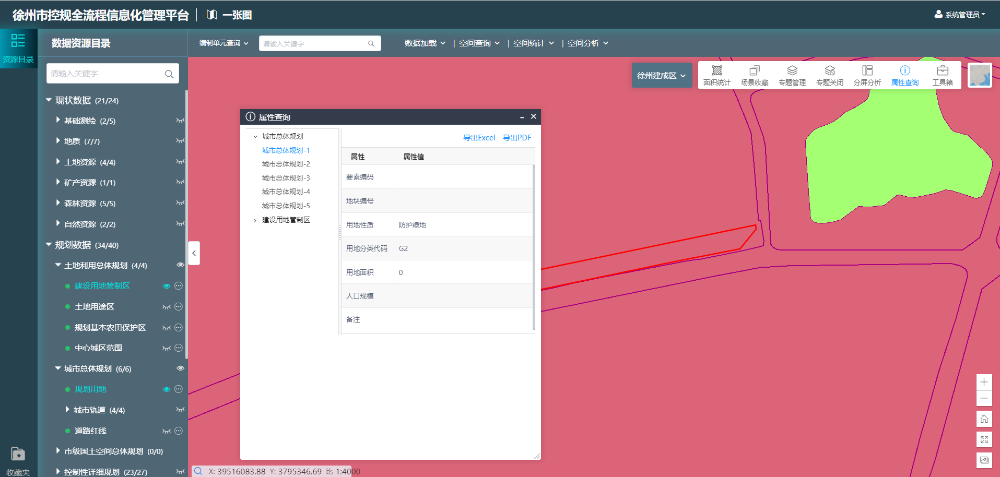 徐州市控规全流程信息化管理平台
一张图
系统管理员
资源目录
数据资源目录
编制单元查询
请输入关键字
数据加载
空间查询
空间统计
空间分析
请输入关键字
现状数据 (21/24)
基础测绘 (2/5)
地质 (7/7)
土地资源 (4/4)
矿产资源 (1/1)
森林资源 (5/5)
自然资源 (2/2)
规划数据 (34/40)
土地利用总体规划 (4/4)
建设用地管制区
土地用途区
规划基本农田保护区
中心城区范围
城市总体规划 (6/6)
规划用地
城市轨道 (4/4)
道路红线
市级国土空间总体规划 (0/0)
控制性详细规划 (23/27)
收藏夹
徐州建成区
面积统计
场景收藏
专题管理
专题关闭
分屏分析
属性查询
工具箱
属性查询
城市总体规划
城市总体规划-1
城市总体规划-2
城市总体规划-3
城市总体规划-4
城市总体规划-5
建设用地管制区
导出Excel 导出PDF
属性 属性值
要素编码
地块编号
用地性质 防护绿地
用地分类代码 G2
用地面积 0
人口规模
备注
X: 39516083.88 Y: 3795346.69 比 1:4000